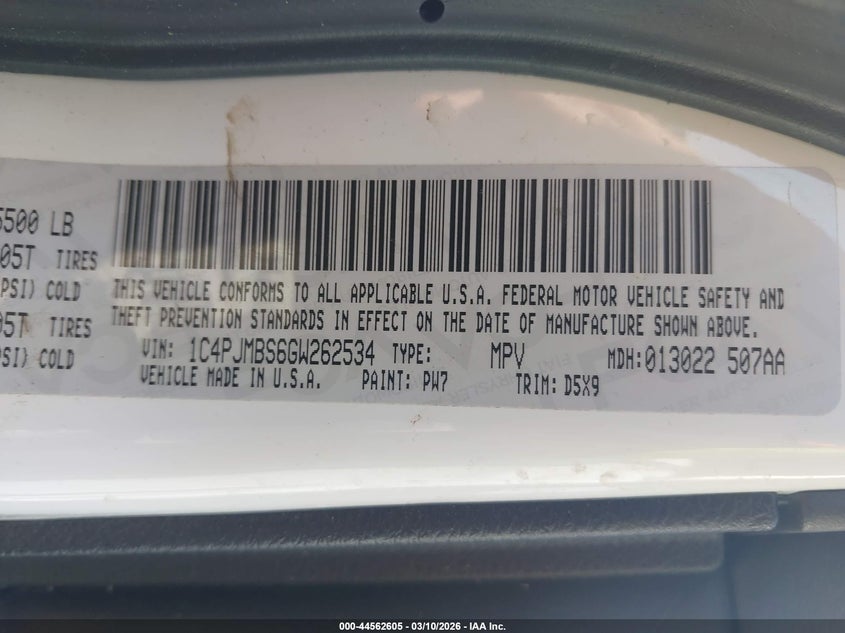 5500 LB
05T TIRES
PSI) COLD
05T TIRES
SI) COLD
THIS VEHICLE CONFORMS TO ALL APPLICABLE U.S.A. FEDERAL MOTOR VEHICLE SAFETY AND
THEFT PREVENTION STANDARDS IN EFFECT ON THE DATE OF MANUFACTURE SHOWN ABOVE.
VIN: 1C4PJMBS6GW262534 TYPE: MPV MDH:013022 507AA
VEHICLE MADE IN U.S.A. PAINT: PW7 TRIM: D5X9
000-44562605 — 03/10/2026 — IAA Inc.